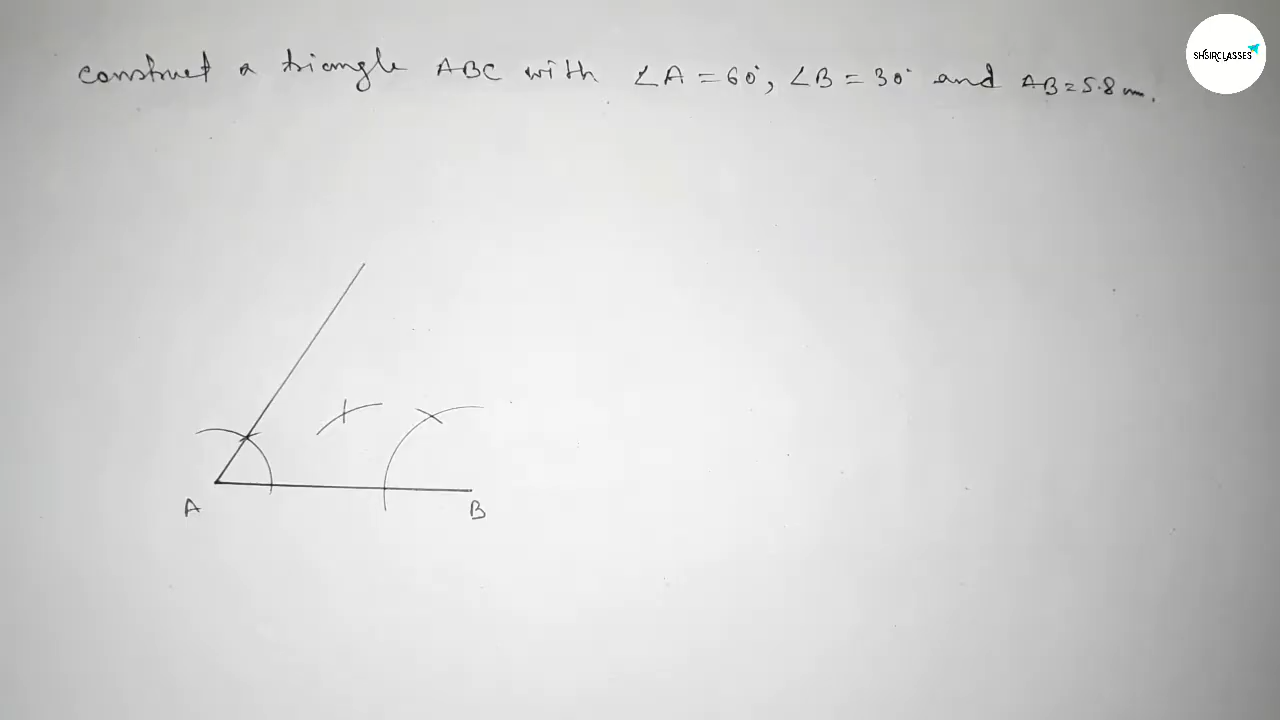 construct a triangle ABC with ∠A = 60°, ∠B = 30° and AB = 5.8 cm.
SHSIRCLASSES
A
B